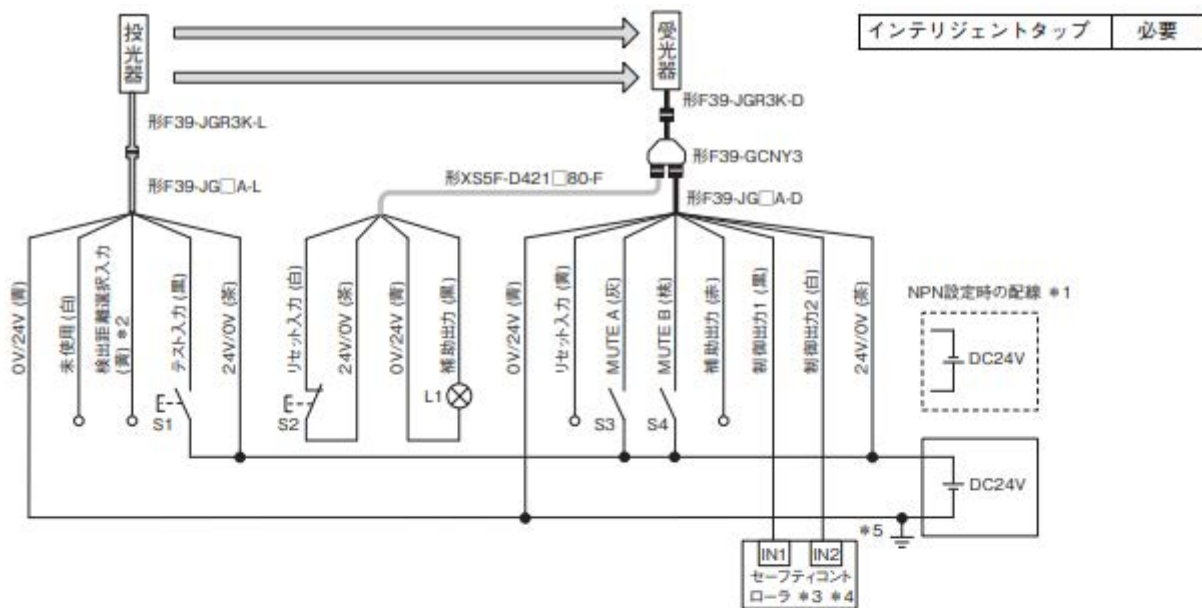 投光器
受光器
インテリジェントタップ 必要
形F39-JGR3K-L
形F39-JGR3K-D
形F39-GCNY3
形XS5F-D421□80-F
形F39-JG□A-L
形F39-JG□A-D
0V/24V (青)
未使用 (白)
検出距離選択入力
(黄) *2
テスト入力 (黒)
24V/0V (茶)
リセット入力 (白)
24V/0V (茶)
0V/24V (青)
補助出力 (黒)
0V/24V (青)
リセット入力 (黄)
MUTE A (灰)
MUTE B (桃)
補助出力 (赤)
制御出力1 (黒)
制御出力2 (白)
24V/0V (茶)
NPN設定時の配線 *1
DC24V
S1
S2
L1
S3
S4
DC24V
*5
IN1
IN2
セーフティコント
ローラ *3 *4